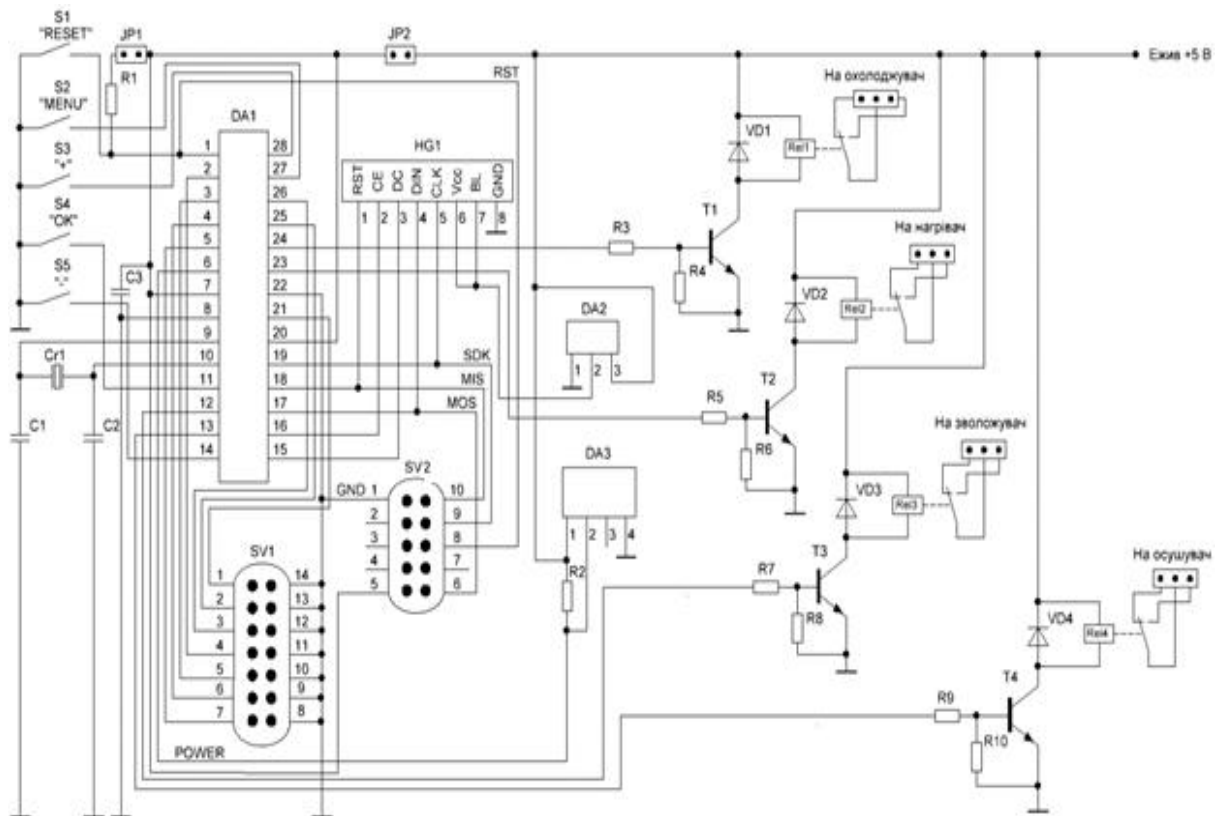 S1
"RESET"
JP1
JP2
Eжив +5 В
R1
RST
S2
"MENU"
На охолоджувач
DA1
VD1
Rel1
S3
"+"
HG1
RST
CE
DC
DIN
CLK
Vcc
BL
GND
1 2 3 4 5 6 7 8
1 28
2 27
3 26
4 25
5 24
6 23
7 22
8 21
9 20
10 19
11 18
12 17
13 16
14 15
S4
"OK"
S5
"-"
T1
R3
R4
На нагрівач
C3
VD2
Rel2
DA2
1 2 3
Cr1
SDK
MIS
MOS
T2
R5
R6
C1
C2
На зволожувач
DA3
1 2 3 4
VD3
Rel3
SV2
GND
1 10
2 9
3 8
4 7
5 6
SV1
1 14
2 13
3 12
4 11
5 10
6 9
7 8
R2
T3
R7
R8
На осушувач
VD4
Rel4
T4
R9
R10
POWER